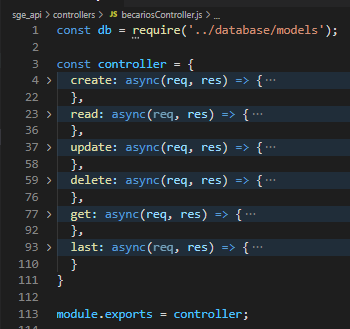 sge_api > controllers > JS becariosController.js > ...
1 const db = require('../database/models');
2
3 const controller = {
4 > create: async(req, res) => {···
22 },
23 > read: async(req, res) => {···
36 },
37 > update: async(req, res) => {···
58 },
59 > delete: async(req, res) => {···
76 },
77 > get: async(req, res) => {···
92 },
93 > last: async(req, res) => {···
110 }
111 }
112
113 module.exports = controller;